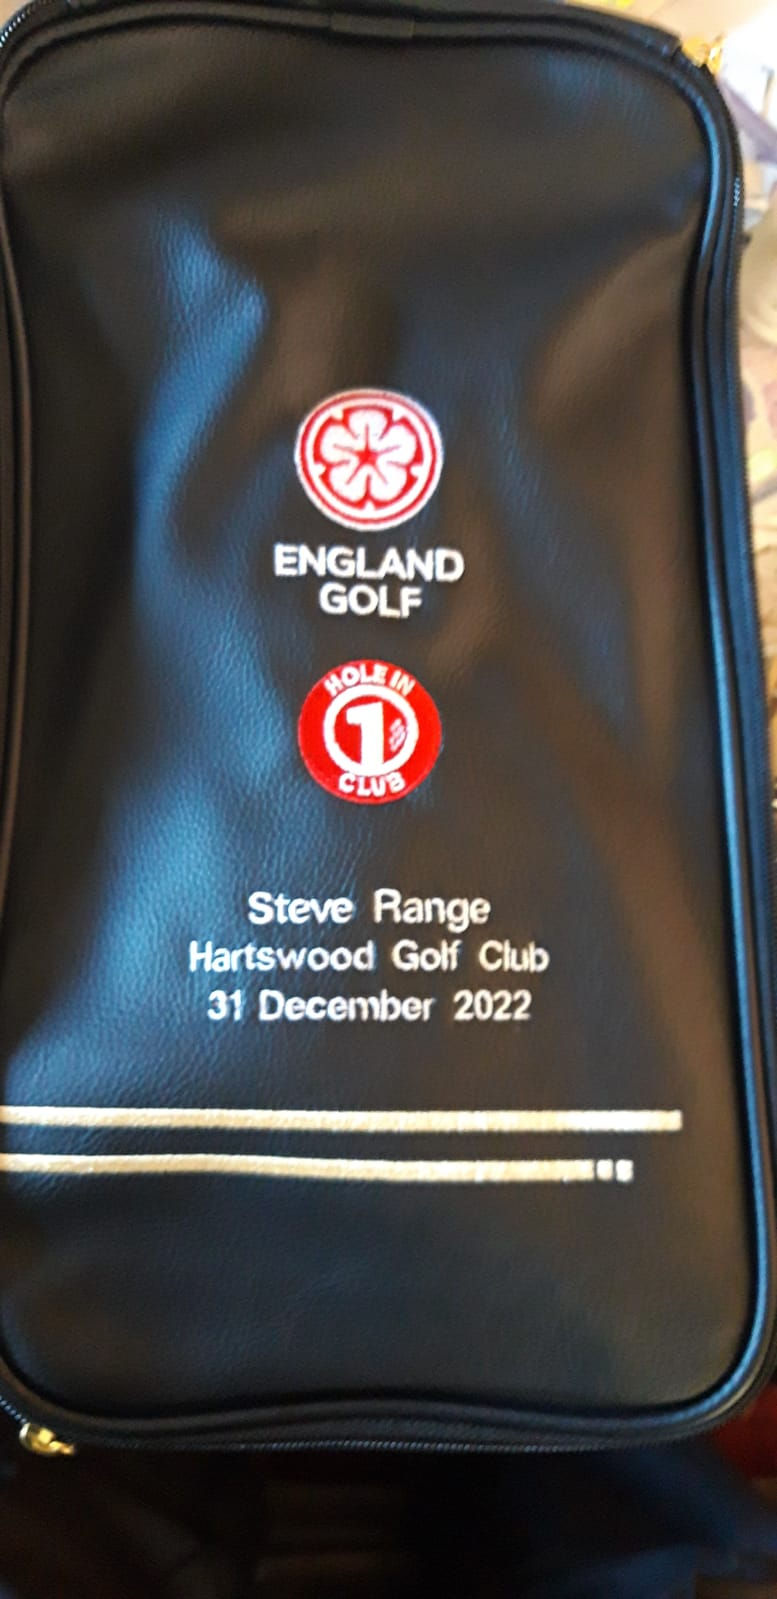 ENGLAND
GOLF
HOLE IN
1
CLUB
Steve Range
Hartswood Golf Club
31 December 2022